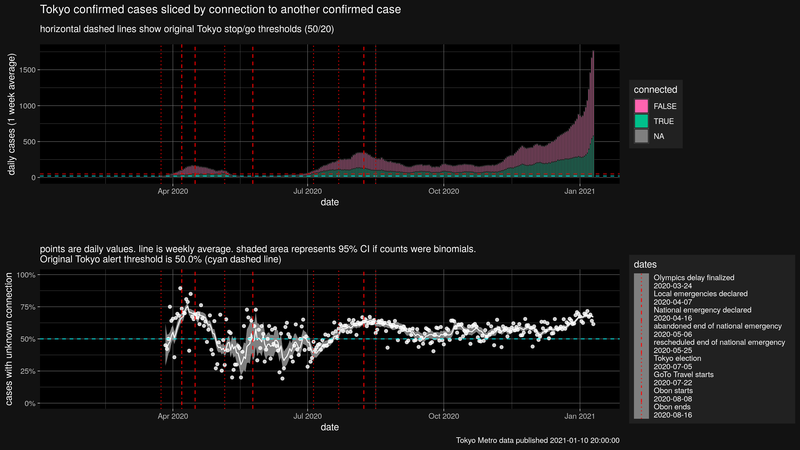 Tokyo confirmed cases sliced by connection to another confirmed case
horizontal dashed lines show original Tokyo stop/go thresholds (50/20)
daily cases (1 week average)
1500
1000
500
0
Apr 2020
Jul 2020
Oct 2020
Jan 2021
date
connected
FALSE
TRUE
NA
points are daily values. line is weekly average. shaded area represents 95% CI if counts were binomials.
Original Tokyo alert threshold is 50.0% (cyan dashed line)
cases with unknown connection
100%
75%
50%
25%
0%
Apr 2020
Jul 2020
Oct 2020
Jan 2021
date
dates
Olympics delay finalized
2020-03-24
Local emergencies declared
2020-04-07
National emergency declared
2020-04-16
abandoned end of national emergency
2020-05-06
rescheduled end of national emergency
2020-05-25
Tokyo election
2020-07-05
GoTo Travel starts
2020-07-22
Obon starts
2020-08-08
Obon ends
2020-08-16
Tokyo Metro data published 2021-01-10 20:00:00